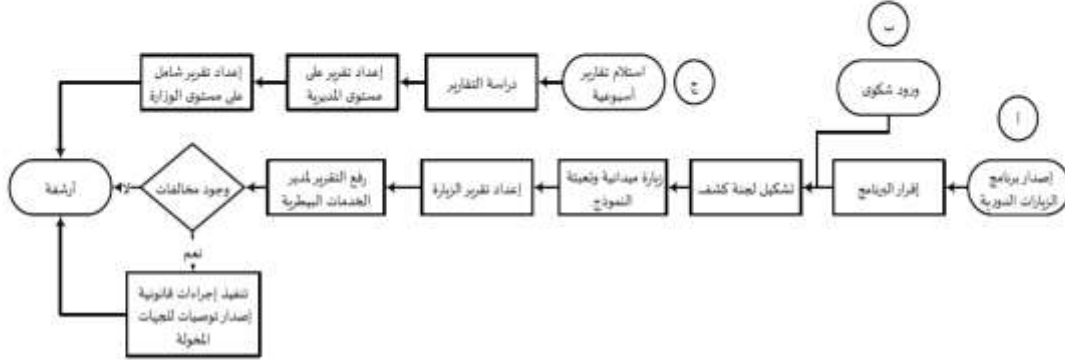 ب
ورود شكوى
أ
إصدار برنامج
الزيارات الدورية
إقرار البرنامج
تشكيل لجنة كشف
زيارة ميدانية وتعبئة
النموذج.
إعداد تقرير الزيارة
رفع التقرير لمدير
الخدمات البيطرية
وجود مخالفات
لا
أرشفة
نعم
تنفيذ إجراءات قانونية
إصدار توصيات للجهات
المخولة
ج
استلام تقارير
أسبوعية
دراسة التقارير
إعداد تقرير على
مستوى المديرية
إعداد تقرير شامل
على مستوى الوزارة